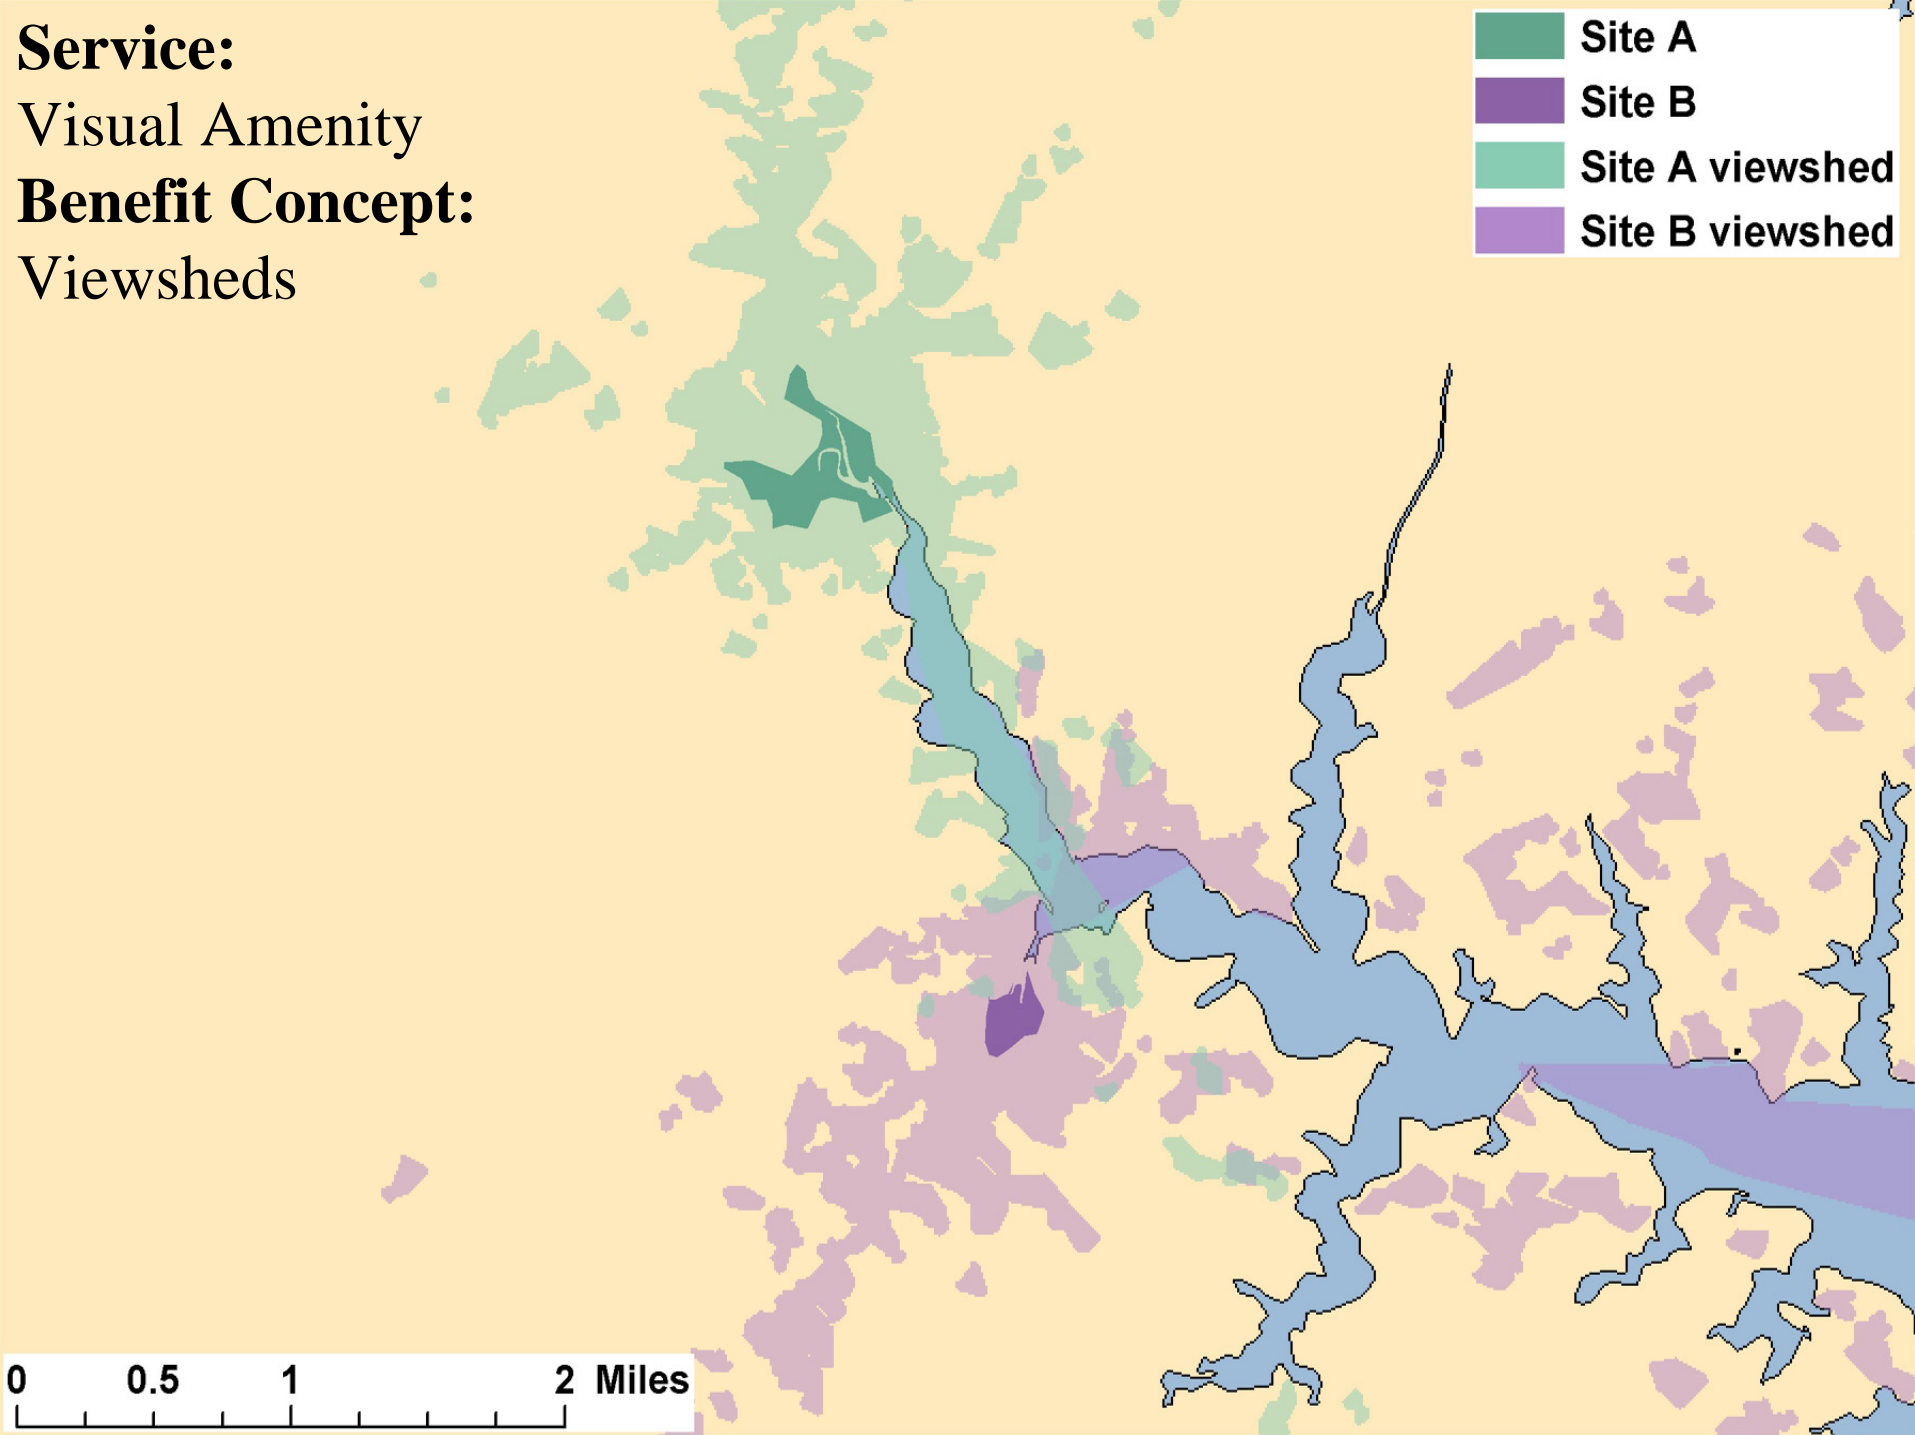 Service:
Visual Amenity
Benefit Concept:
Viewsheds
Site A
Site B
Site A viewshed
Site B viewshed
0 0.5 1 2 Miles